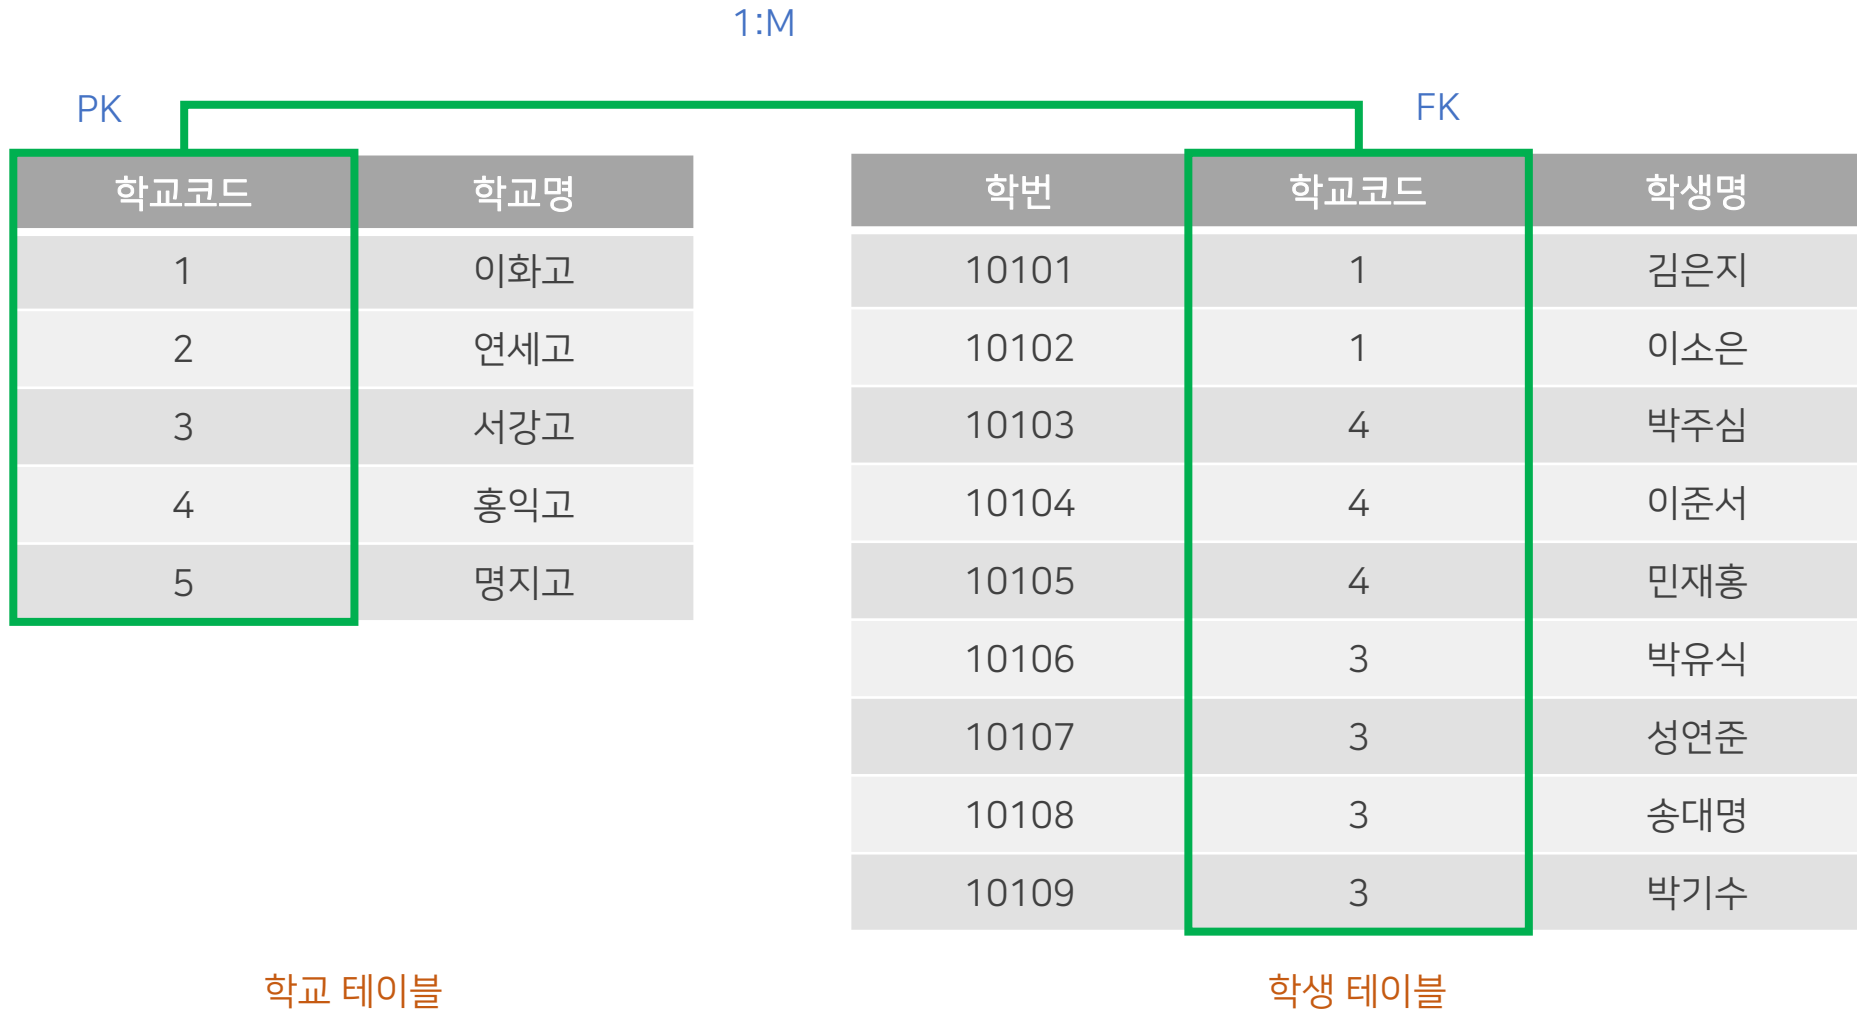 1:M
PK
FK
학교코드 학교명
1 이화고
2 연세고
3 서강고
4 홍익고
5 명지고
학번 학교코드 학생명
10101 1 김은지
10102 1 이소은
10103 4 박주심
10104 4 이준서
10105 4 민재홍
10106 3 박유식
10107 3 성연준
10108 3 송대명
10109 3 박기수
학교 테이블
학생 테이블